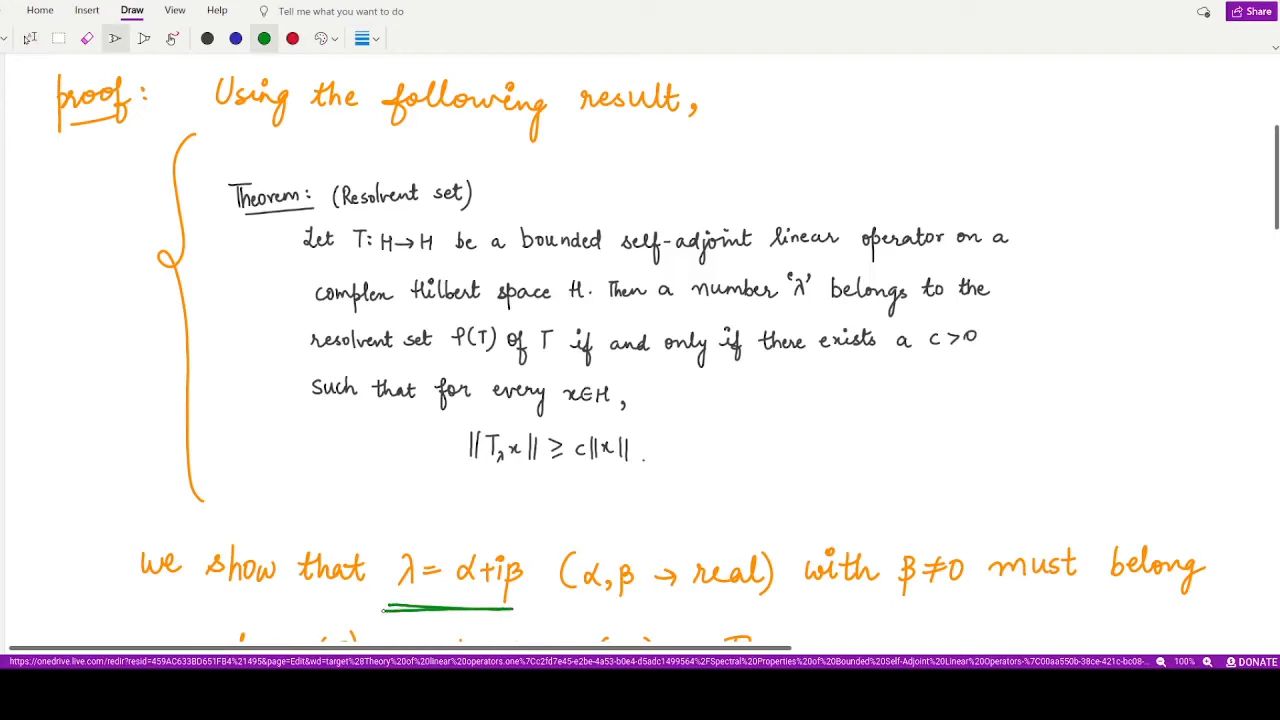 Home Insert Draw View Help Tell me what you want to do Share
proof: Using the following result,
Theorem: (Resolvent set)
Let T: H→H be a bounded self-adjoint linear operator on a
complex Hilbert space H. Then a number 'λ' belongs to the
resolvent set ρ(T) of T if and only if there exists a c>0
Such that for every x∈H,
||T_λ x|| ≥ c||x||.
we show that λ = α+iβ (α, β → real) with β≠0 must belong
100% DONATE